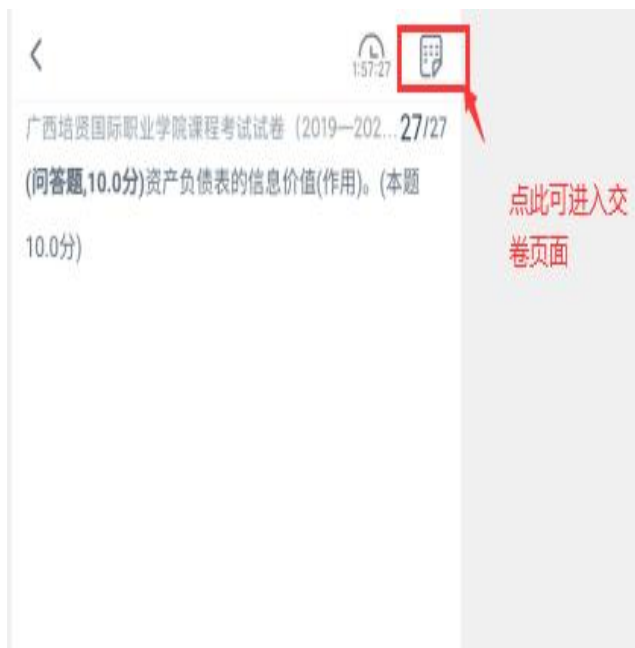 1:57:27
广西培贤国际职业学院课程考试试卷（2019—202... 27/27
(问答题,10.0分)资产负债表的信息价值(作用)。(本题
10.0分)
点此可进入交
卷页面